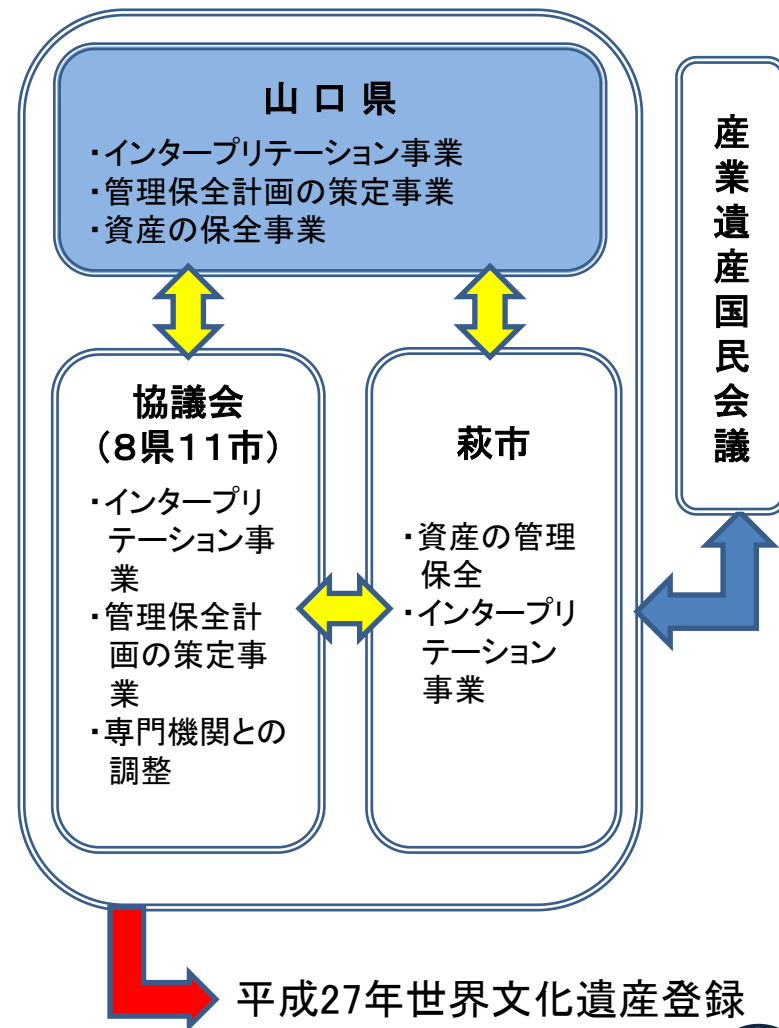 山口県
・インタープリテーション事業
・管理保全計画の策定事業
・資産の保全事業
協議会
（８県１１市）
・インタープリ
テーション事
業
・管理保全計
画の策定事
業
・専門機関との
調整
萩市
・資産の管理
保全
・インタープリ
テーション
事業
産業遺産国民会議
平成27年世界文化遺産登録